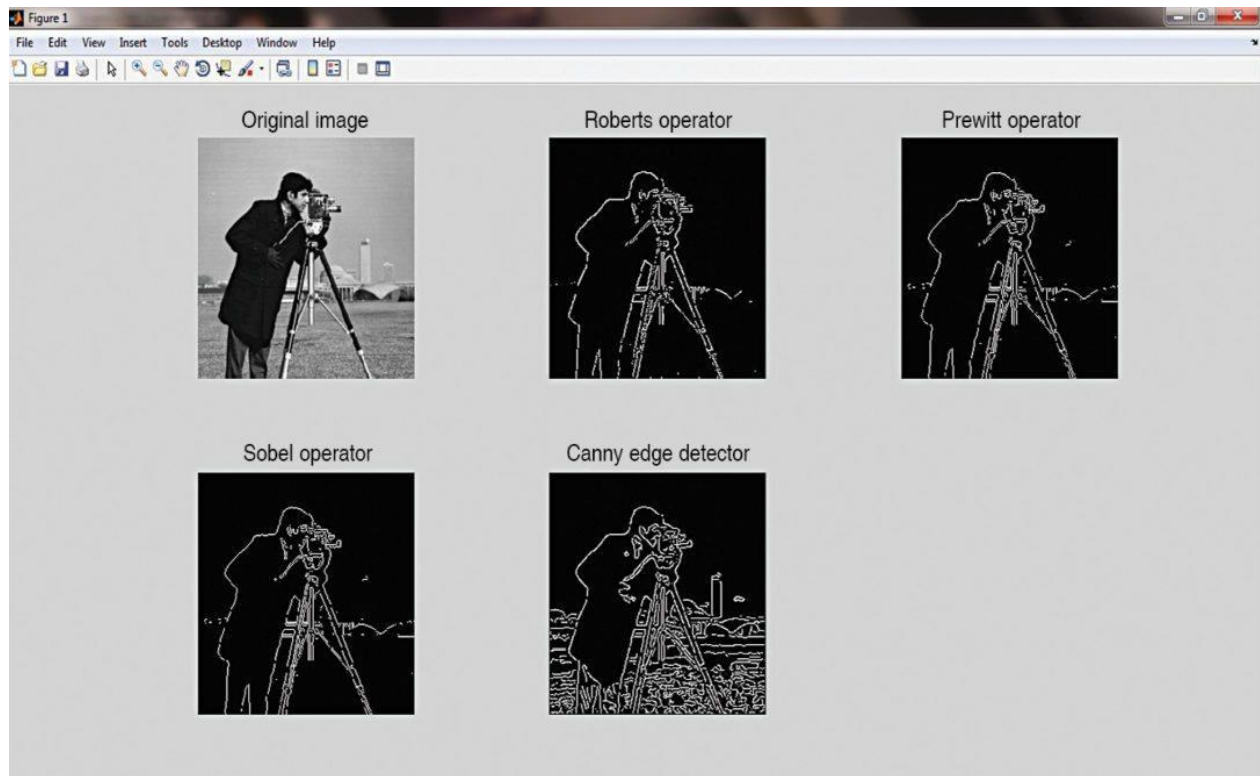 Figure 1
File Edit View Insert Tools Desktop Window Help
Original image
Roberts operator
Prewitt operator
Sobel operator
Canny edge detector